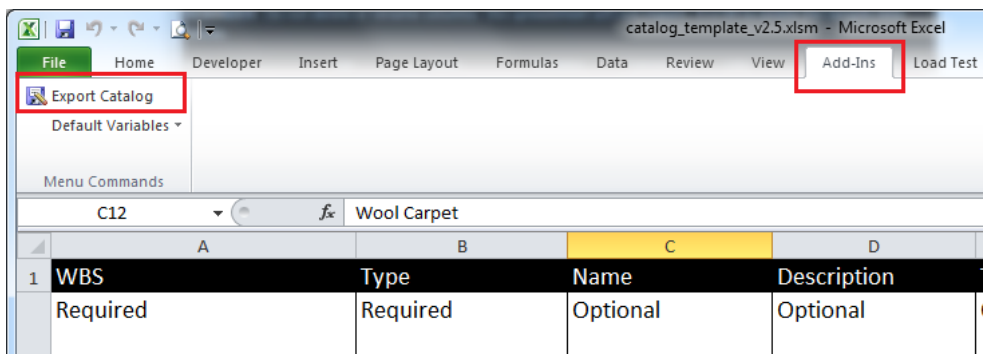 catalog_template_v2.5.xlsm - Microsoft Excel
File Home Developer Insert Page Layout Formulas Data Review View Add-Ins Load Test
Export Catalog
Default Variables
Menu Commands
C12 fx Wool Carpet
A B C D
1 WBS Type Name Description
Required Required Optional Optional